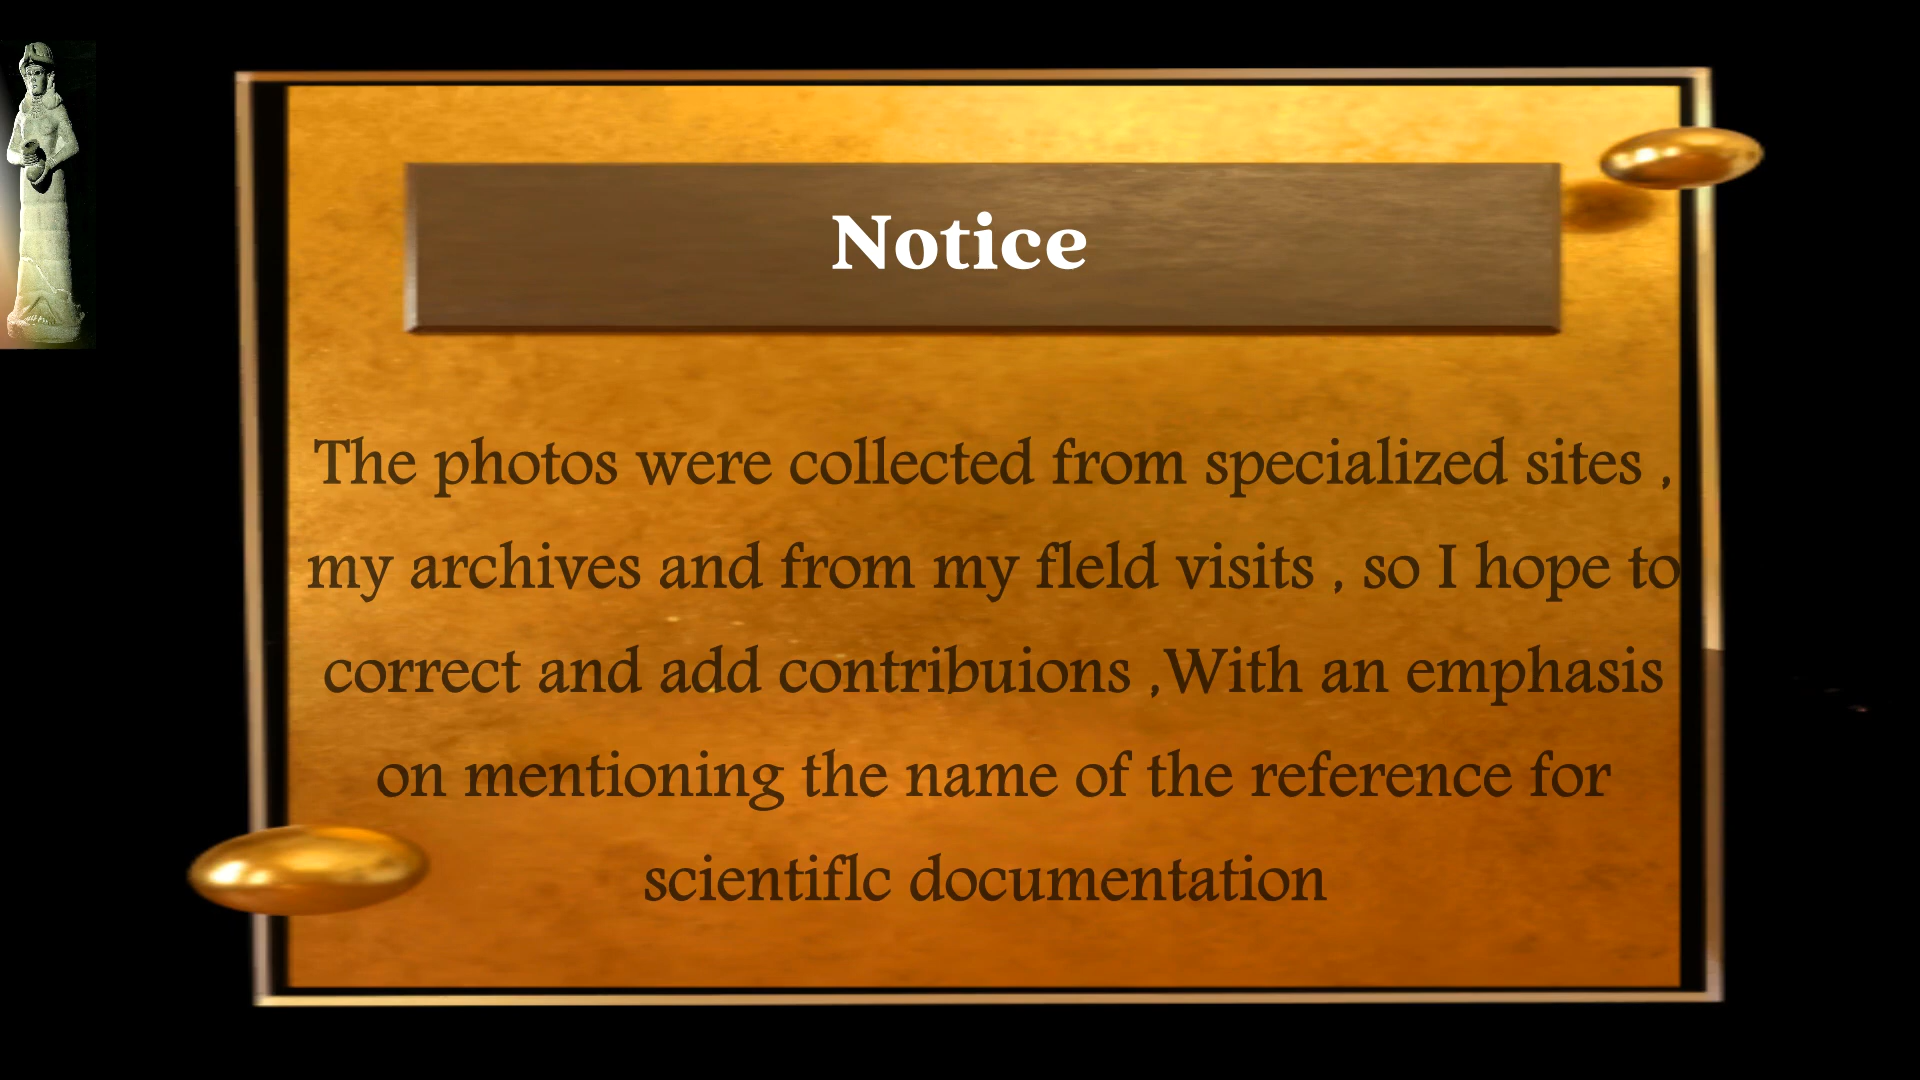 Notice
The photos were collected from specialized sites ,
my archives and from my fleld visits , so I hope to
correct and add contribuions ,With an emphasis
on mentioning the name of the reference for
scientiflc documentation